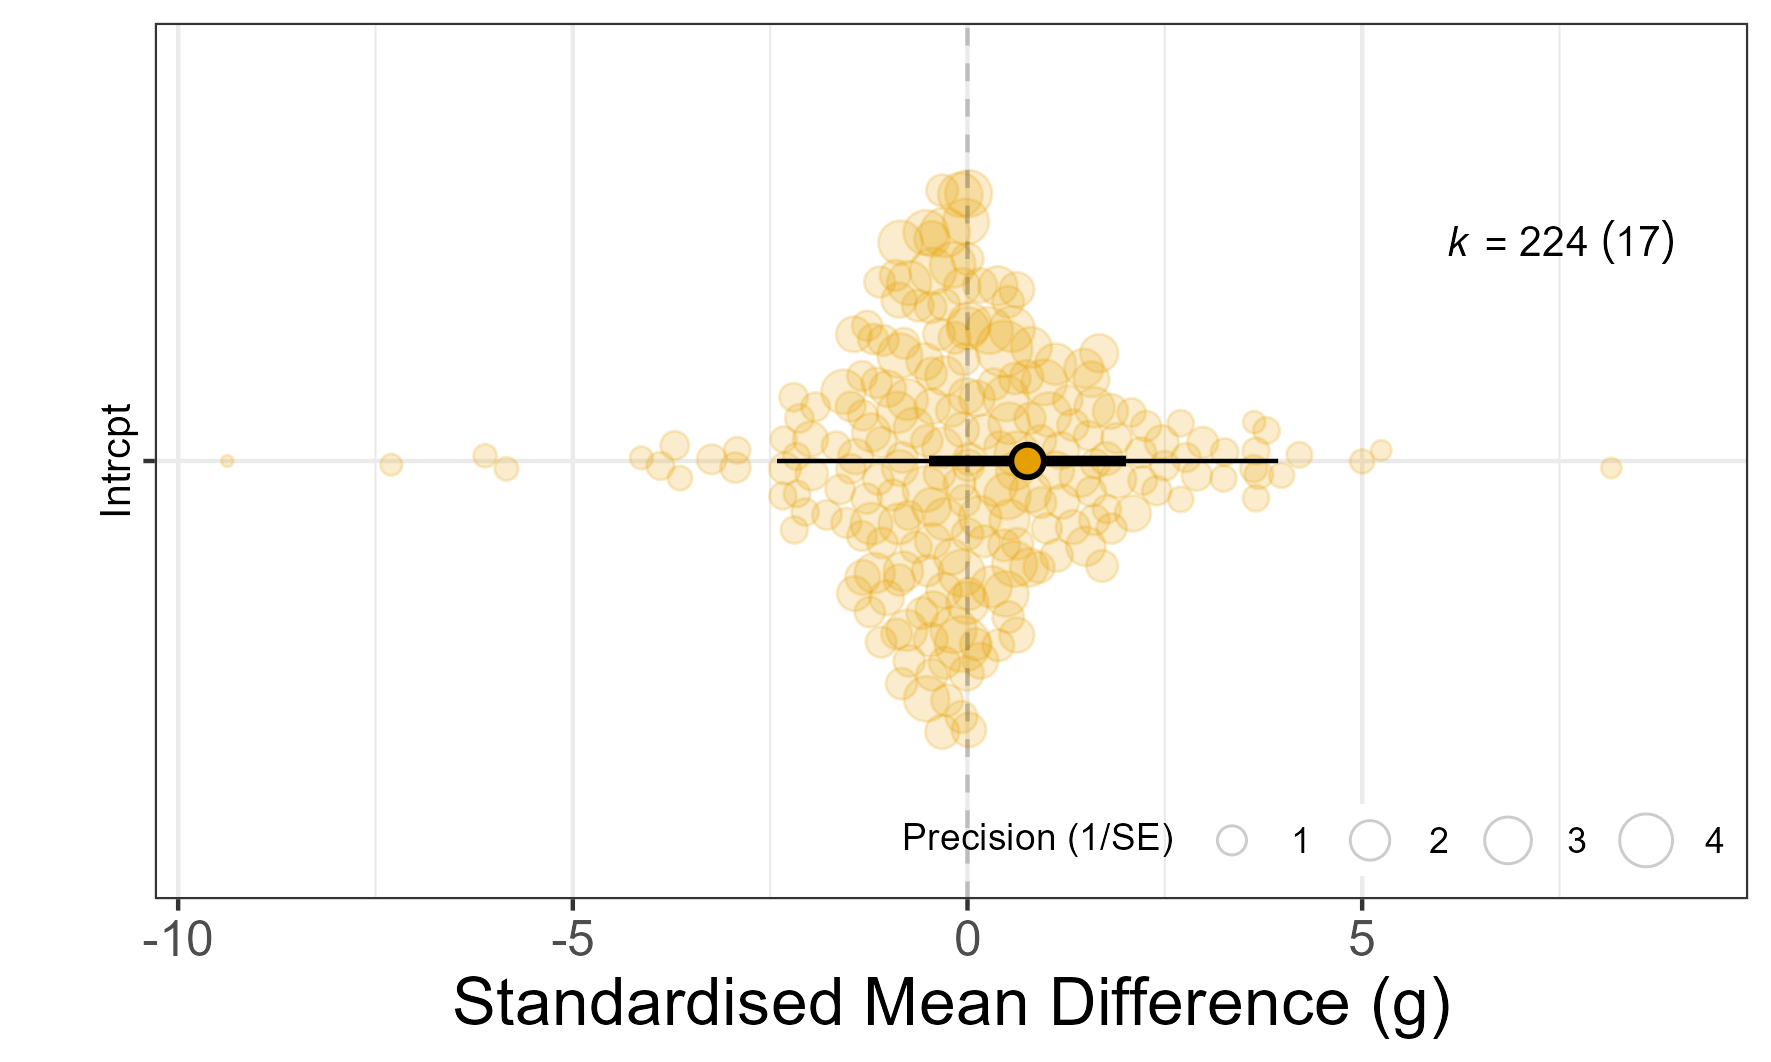 k = 224 (17)
Intrcpt
Precision (1/SE) 1 2 3 4
-10 -5 0 5
Standardised Mean Difference (g)